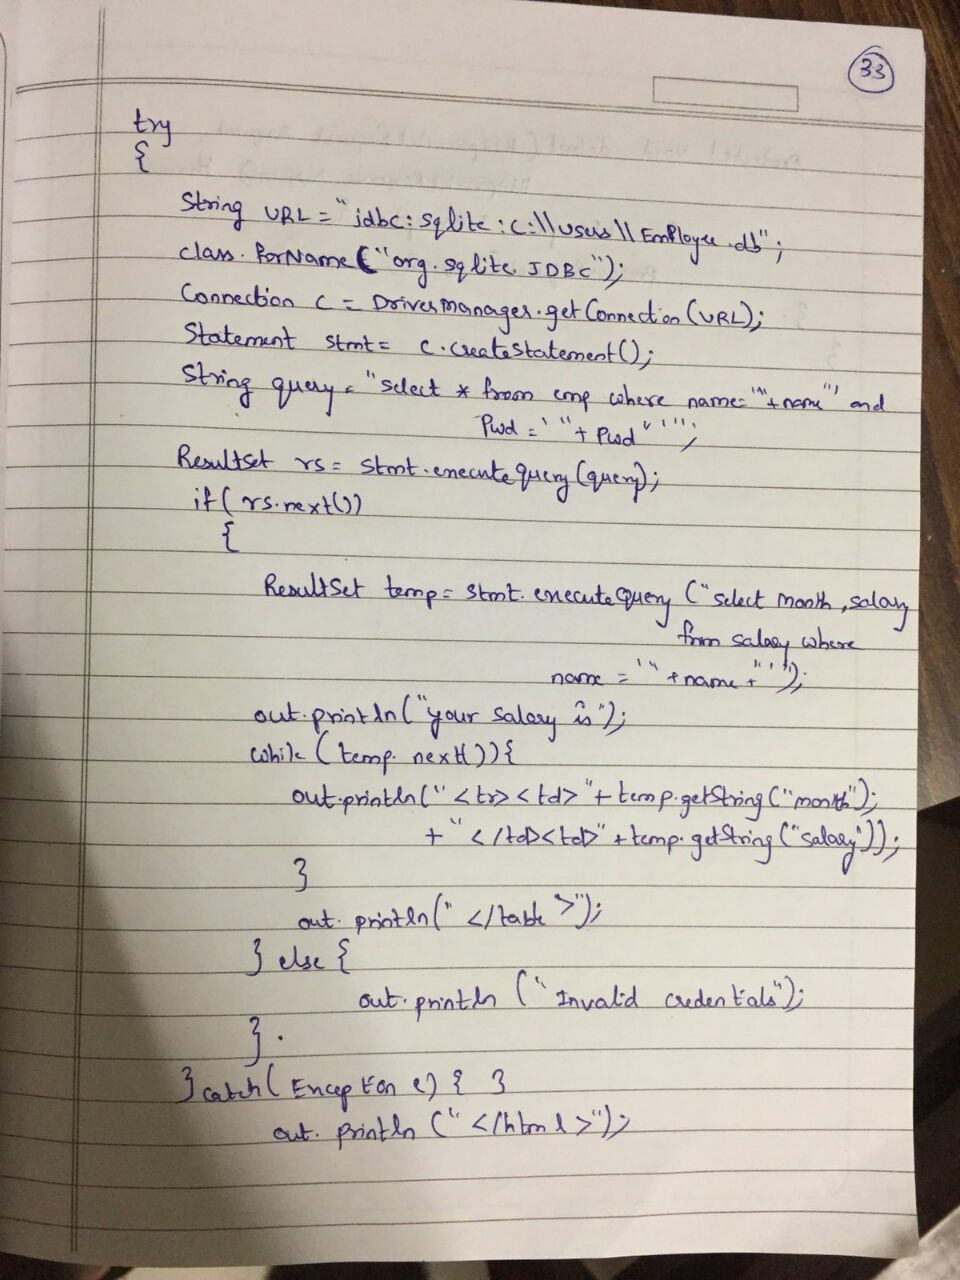 33
try
{
String URL = "jdbc:sqlite:C:\\Users\\Employee.db";
class.ForName("org.sqlite.JDBC");
Connection c = DriverManager.getConnection(URL);
Statement stmt = c.createStatement();
String query = "select * from emp where name='"+name"' and
Pwd='"+Pwd"'";
ResultSet rs = stmt.executequery(query);
if(rs.next())
{
ResultSet temp = stmt.executeQuery("select month, salary
from salary where
name='"+name+"'");
out.println("your salary is");
while(temp.next()){
out.println("<tr><td>"+temp.getString("month");
+ "</td><td>"+temp.getString("salary"));
}
out.println("</table>");
} else {
out.println("Invalid credentials");
}.
} catch(Exception e) { }
out.println("</html>");